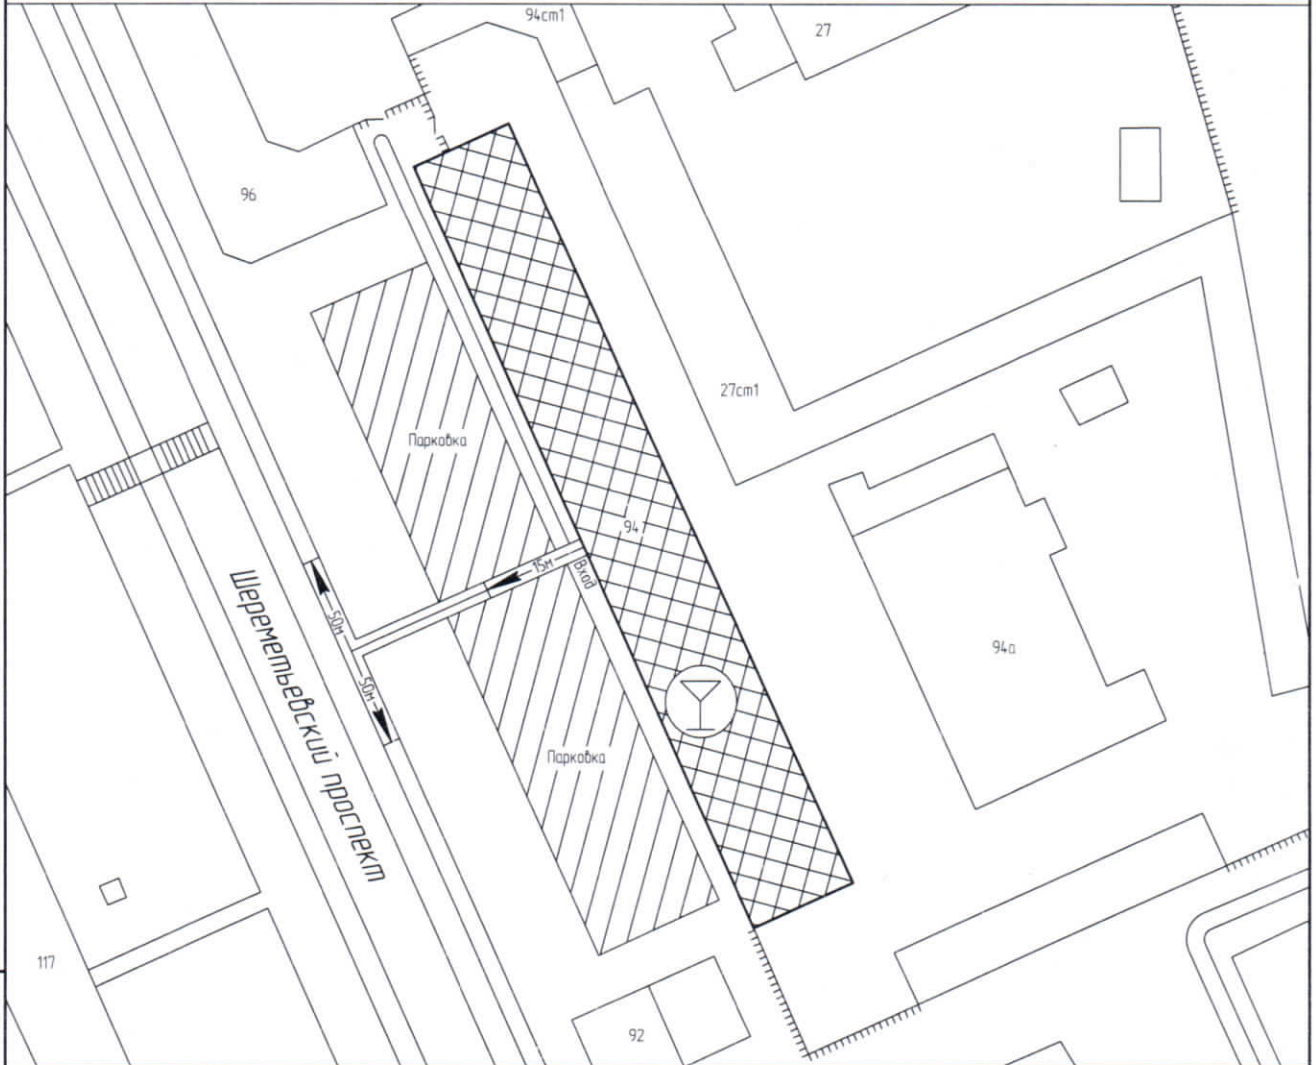 94ст1
27
96
27ст1
Парковка
94
15м
Вход
50м
50м
94а
Шереметьевский проспект
Парковка
117
92